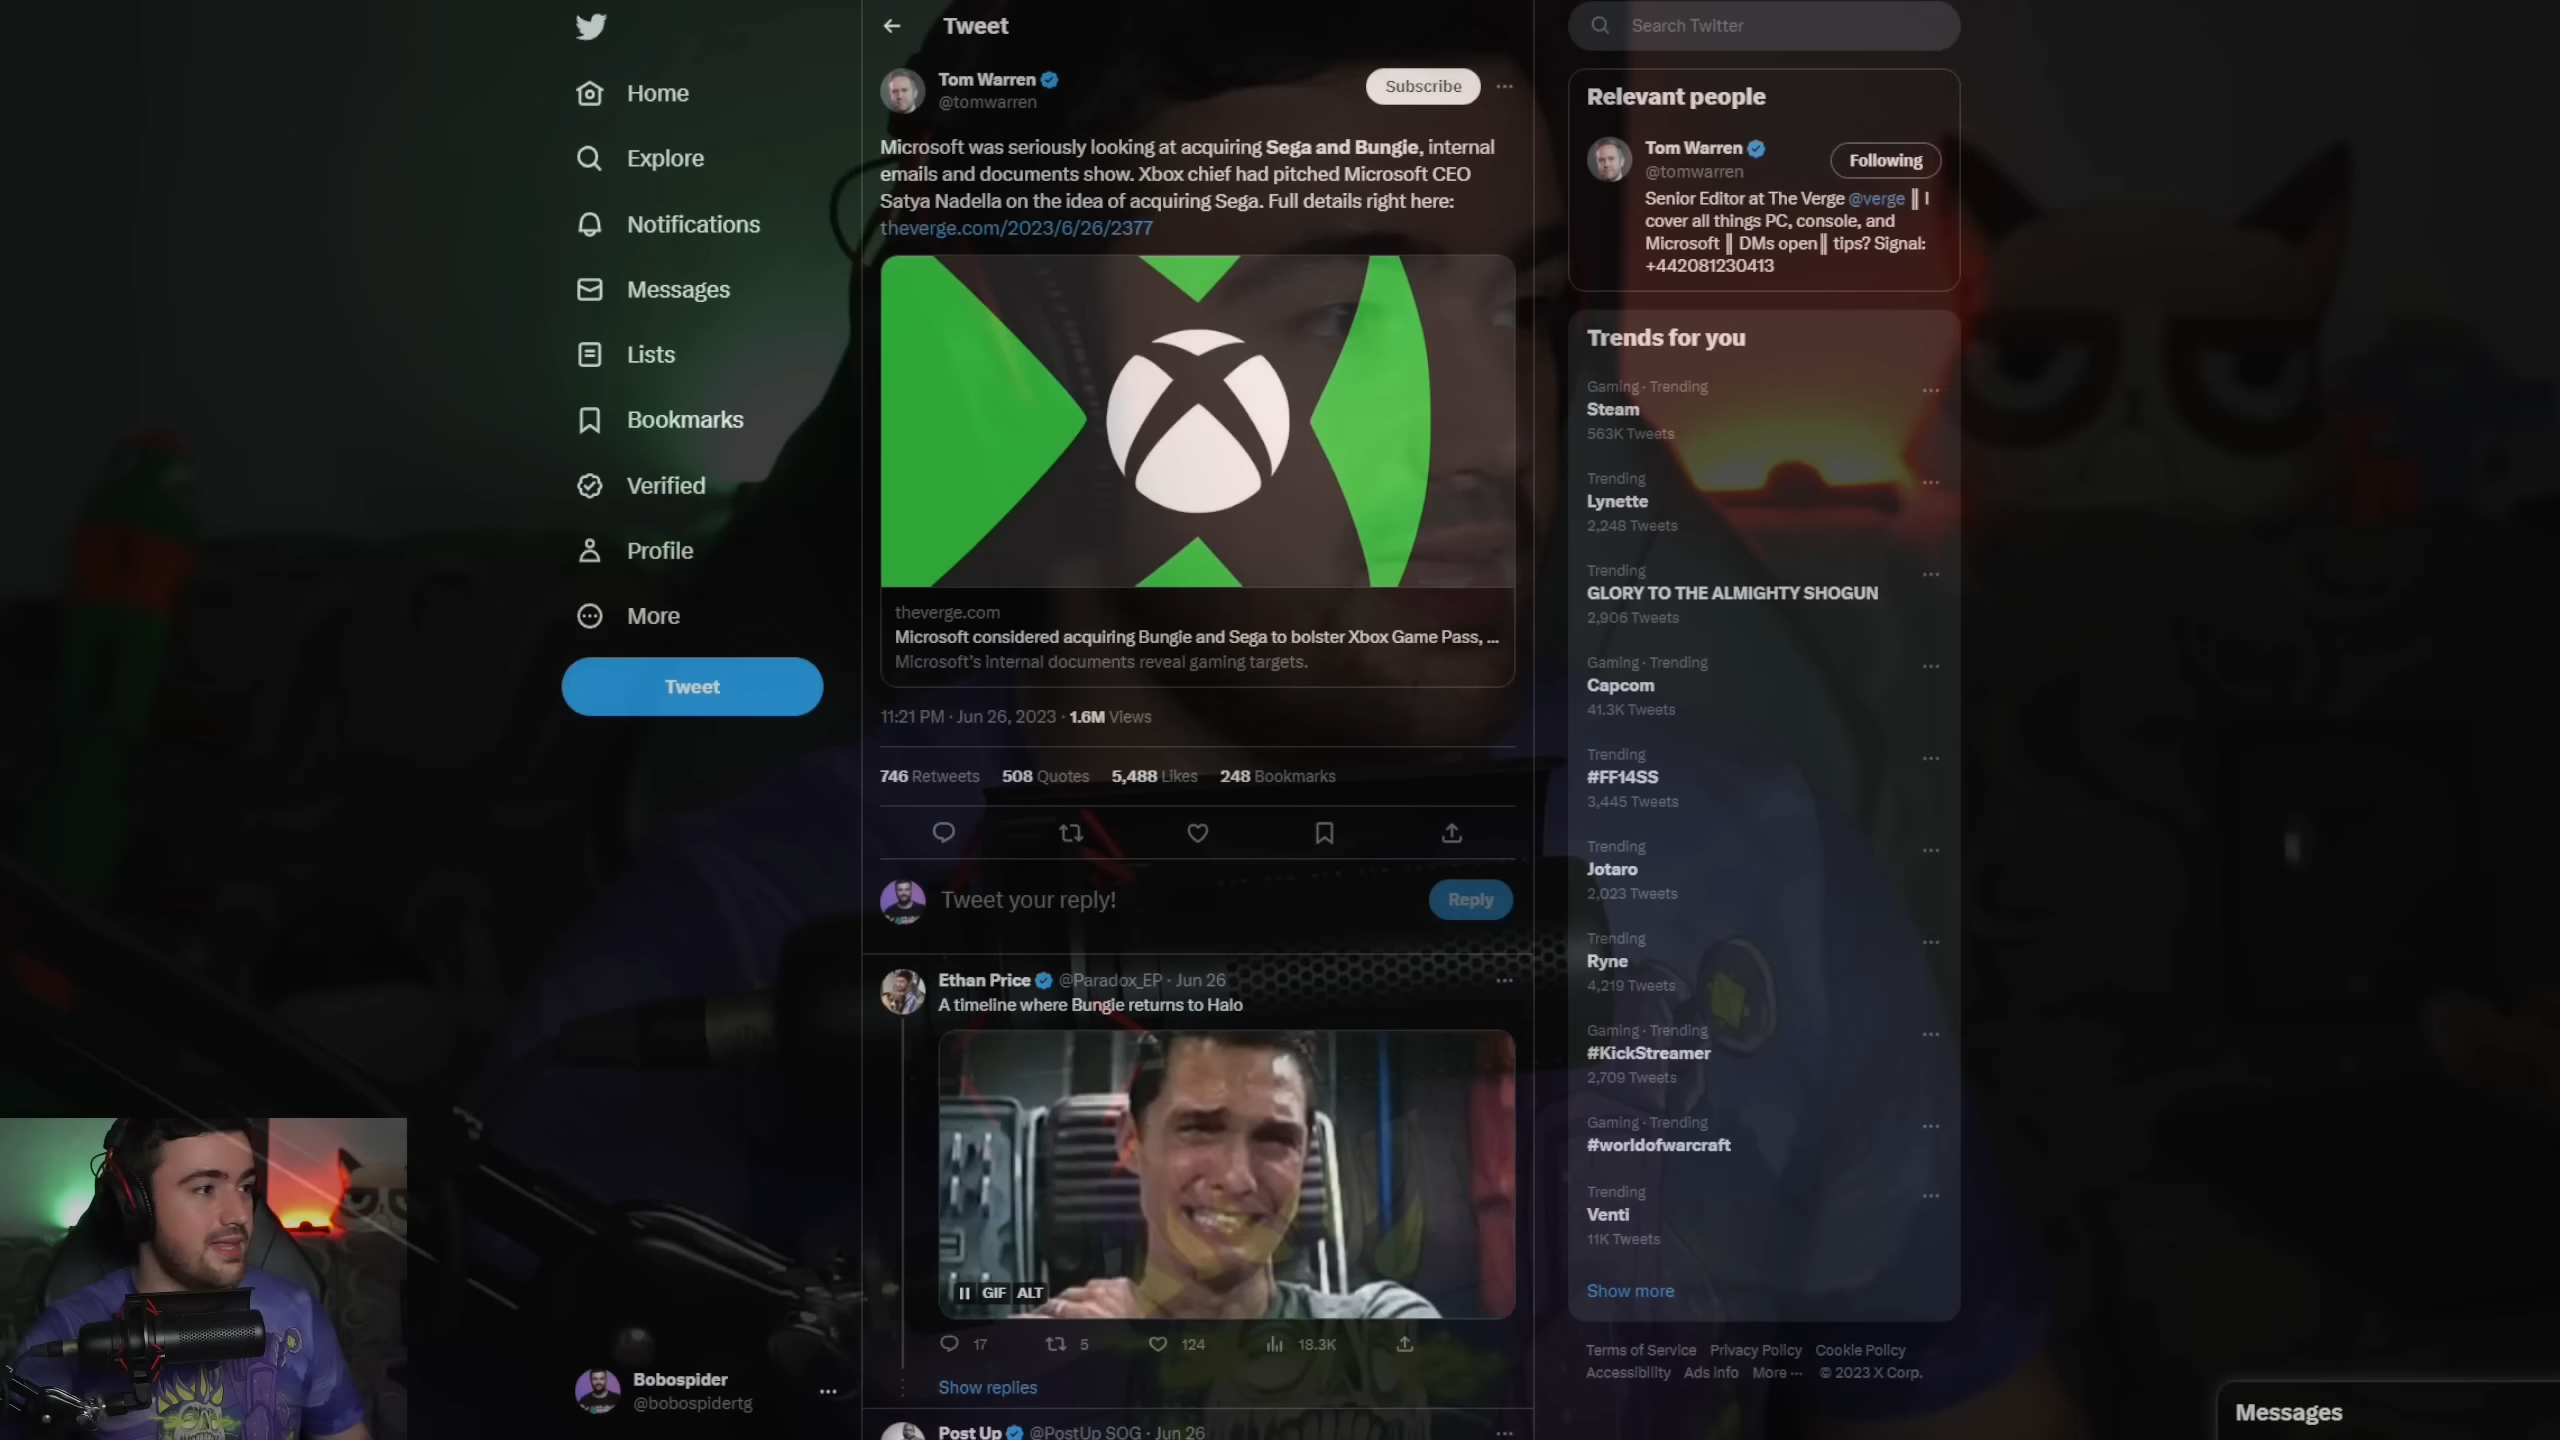 Home
Explore
Notifications
Messages
Lists
Bookmarks
Verified
Profile
More
Tweet
Bobospider
@bobospidertg
Tweet
Tom Warren
@tomwarren
Subscribe
Microsoft was seriously looking at acquiring Sega and Bungie, internal
emails and documents show. Xbox chief had pitched Microsoft CEO
Satya Nadella on the idea of acquiring Sega. Full details right here:
theverge.com/2023/6/26/2377
theverge.com
Microsoft considered acquiring Bungie and Sega to bolster Xbox Game Pass, ...
Microsoft's internal documents reveal gaming targets.
11:21 PM · Jun 26, 2023 · 1.6M Views
746 Retweets 508 Quotes 5,488 Likes 248 Bookmarks
Tweet your reply!
Reply
Ethan Price @Paradox_EP · Jun 26
A timeline where Bungie returns to Halo
GIF ALT
17 5 124 18.3K
Show replies
Post Up @PostUp_SOG · Jun 26
Search Twitter
Relevant people
Tom Warren
@tomwarren
Following
Senior Editor at The Verge @verge || I
cover all things PC, console, and
Microsoft || DMs open || tips? Signal:
+442081230413
Trends for you
Gaming · Trending
Steam
563K Tweets
Trending
Lynette
2,248 Tweets
Trending
GLORY TO THE ALMIGHTY SHOGUN
2,906 Tweets
Gaming · Trending
Capcom
41.3K Tweets
Trending
#FF14SS
3,445 Tweets
Trending
Jotaro
2,023 Tweets
Trending
Ryne
4,219 Tweets
Gaming · Trending
#KickStreamer
2,709 Tweets
Gaming · Trending
#worldofwarcraft
Trending
Venti
11K Tweets
Show more
Terms of Service Privacy Policy Cookie Policy
Accessibility Ads info More ··· © 2023 X Corp.
Messages